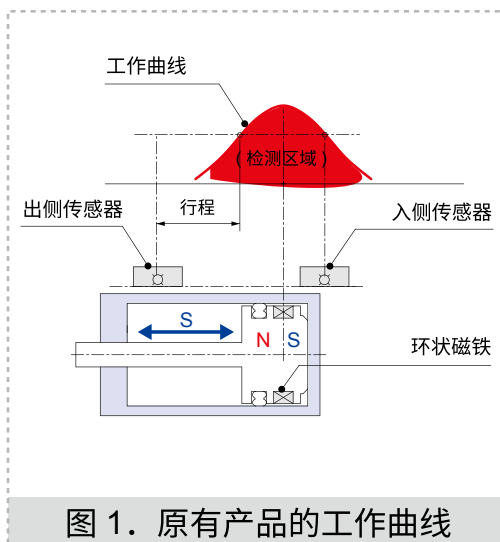 工作曲线
(检测区域)
出侧传感器
行程
入侧传感器
S
N
S
环状磁铁
图 1. 原有产品的工作曲线